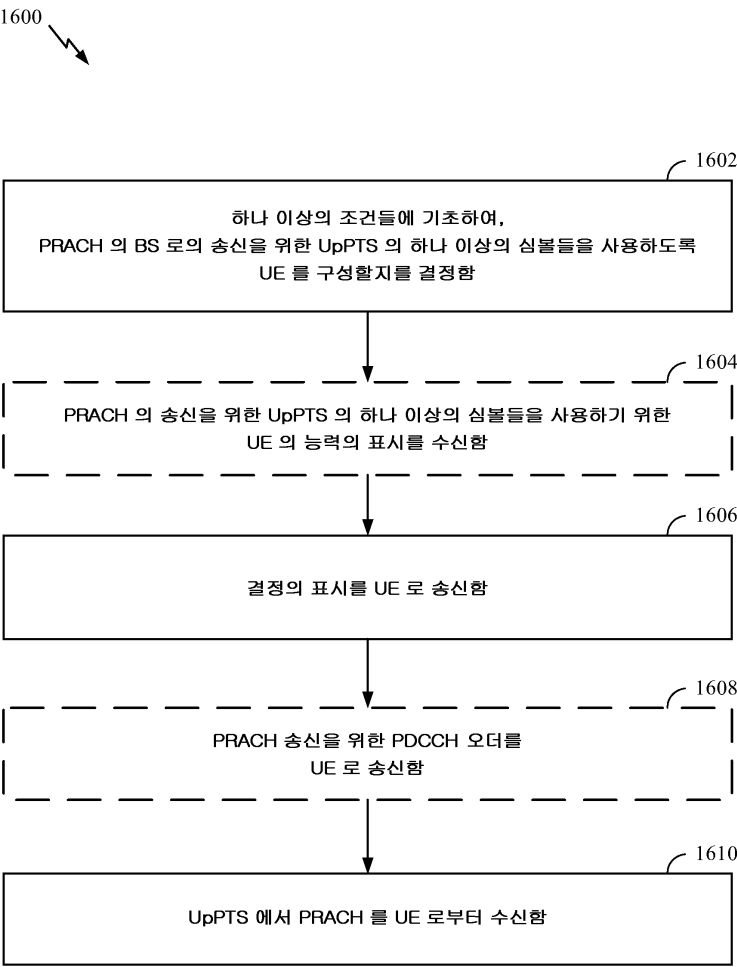 1600
1602
하나 이상의 조건들에 기초하여,
PRACH 의 BS 로의 송신을 위한 UpPTS 의 하나 이상의 심볼들을 사용하도록
UE 를 구성할지를 결정함
1604
PRACH 의 송신을 위한 UpPTS 의 하나 이상의 심볼들을 사용하기 위한
UE 의 능력의 표시를 수신함
1606
결정의 표시를 UE 로 송신함
1608
PRACH 송신을 위한 PDCCH 오더를
UE 로 송신함
1610
UpPTS 에서 PRACH 를 UE 로부터 수신함